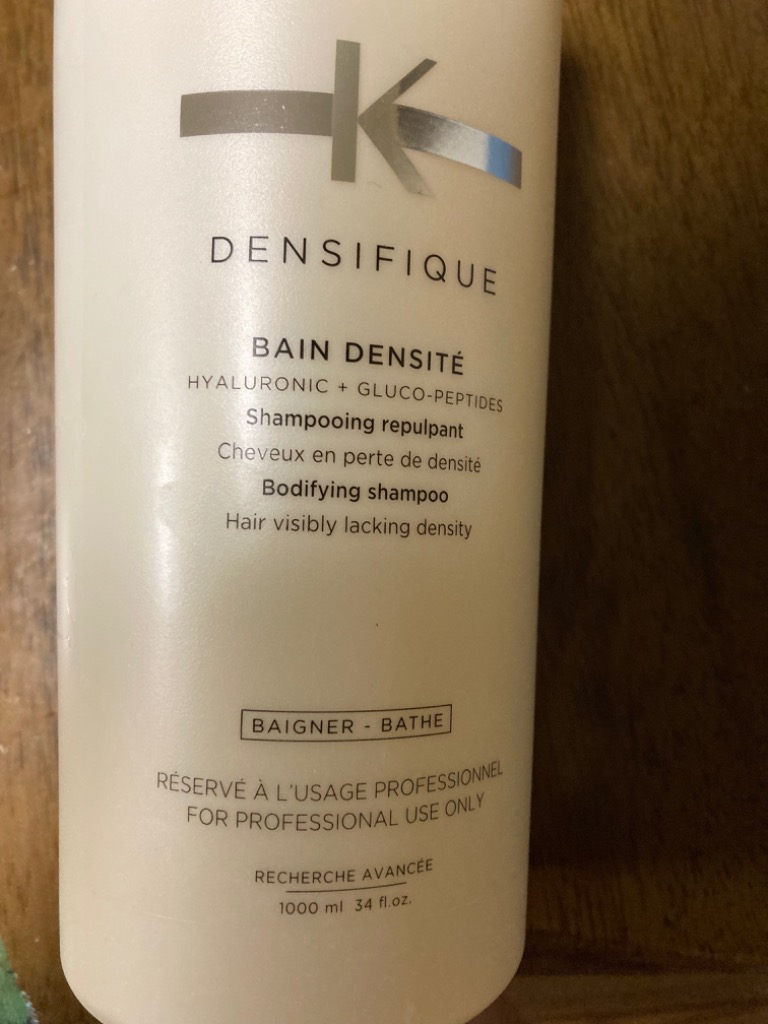 K
DENSIFIQUE
BAIN DENSITÉ
HYALURONIC + GLUCO-PEPTIDES
Shampooing repulpant
Cheveux en perte de densité
Bodifying shampoo
Hair visibly lacking density
BAIGNER - BATHE
RÉSERVÉ À L'USAGE PROFESSIONNEL
FOR PROFESSIONAL USE ONLY
RECHERCHE AVANCÉE
1000 ml 34 fl.oz.